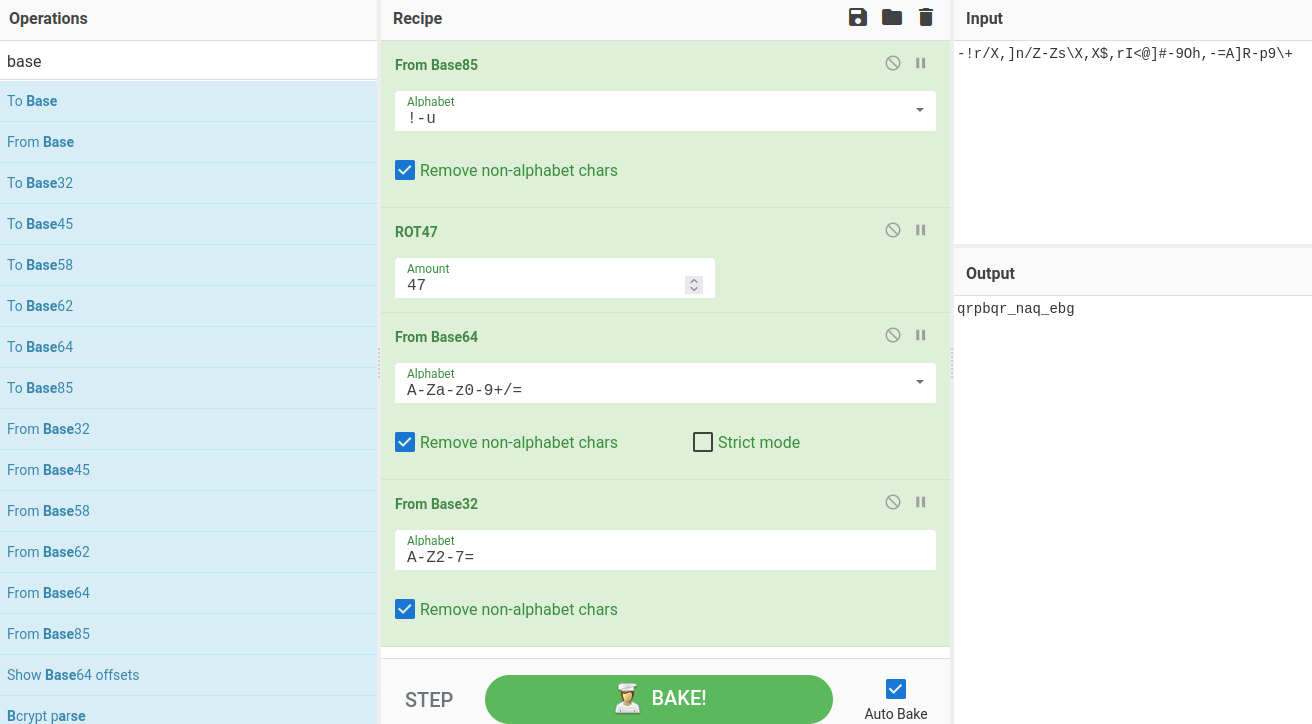 Operations
base
To Base
From Base
To Base32
To Base45
To Base58
To Base62
To Base64
To Base85
From Base32
From Base45
From Base58
From Base62
From Base64
From Base85
Show Base64 offsets
Bcrypt parse
Recipe
From Base85
Alphabet
!-u
Remove non-alphabet chars
ROT47
Amount
47
From Base64
Alphabet
A-Za-z0-9+/=
Remove non-alphabet chars Strict mode
From Base32
Alphabet
A-Z2-7=
Remove non-alphabet chars
STEP
BAKE!
Auto Bake
Input
-!r/X,]n/Z-Zs\X,X$,rI<@]#-9Oh,-=A]R-p9\+
Output
qrpbqr_naq_ebg